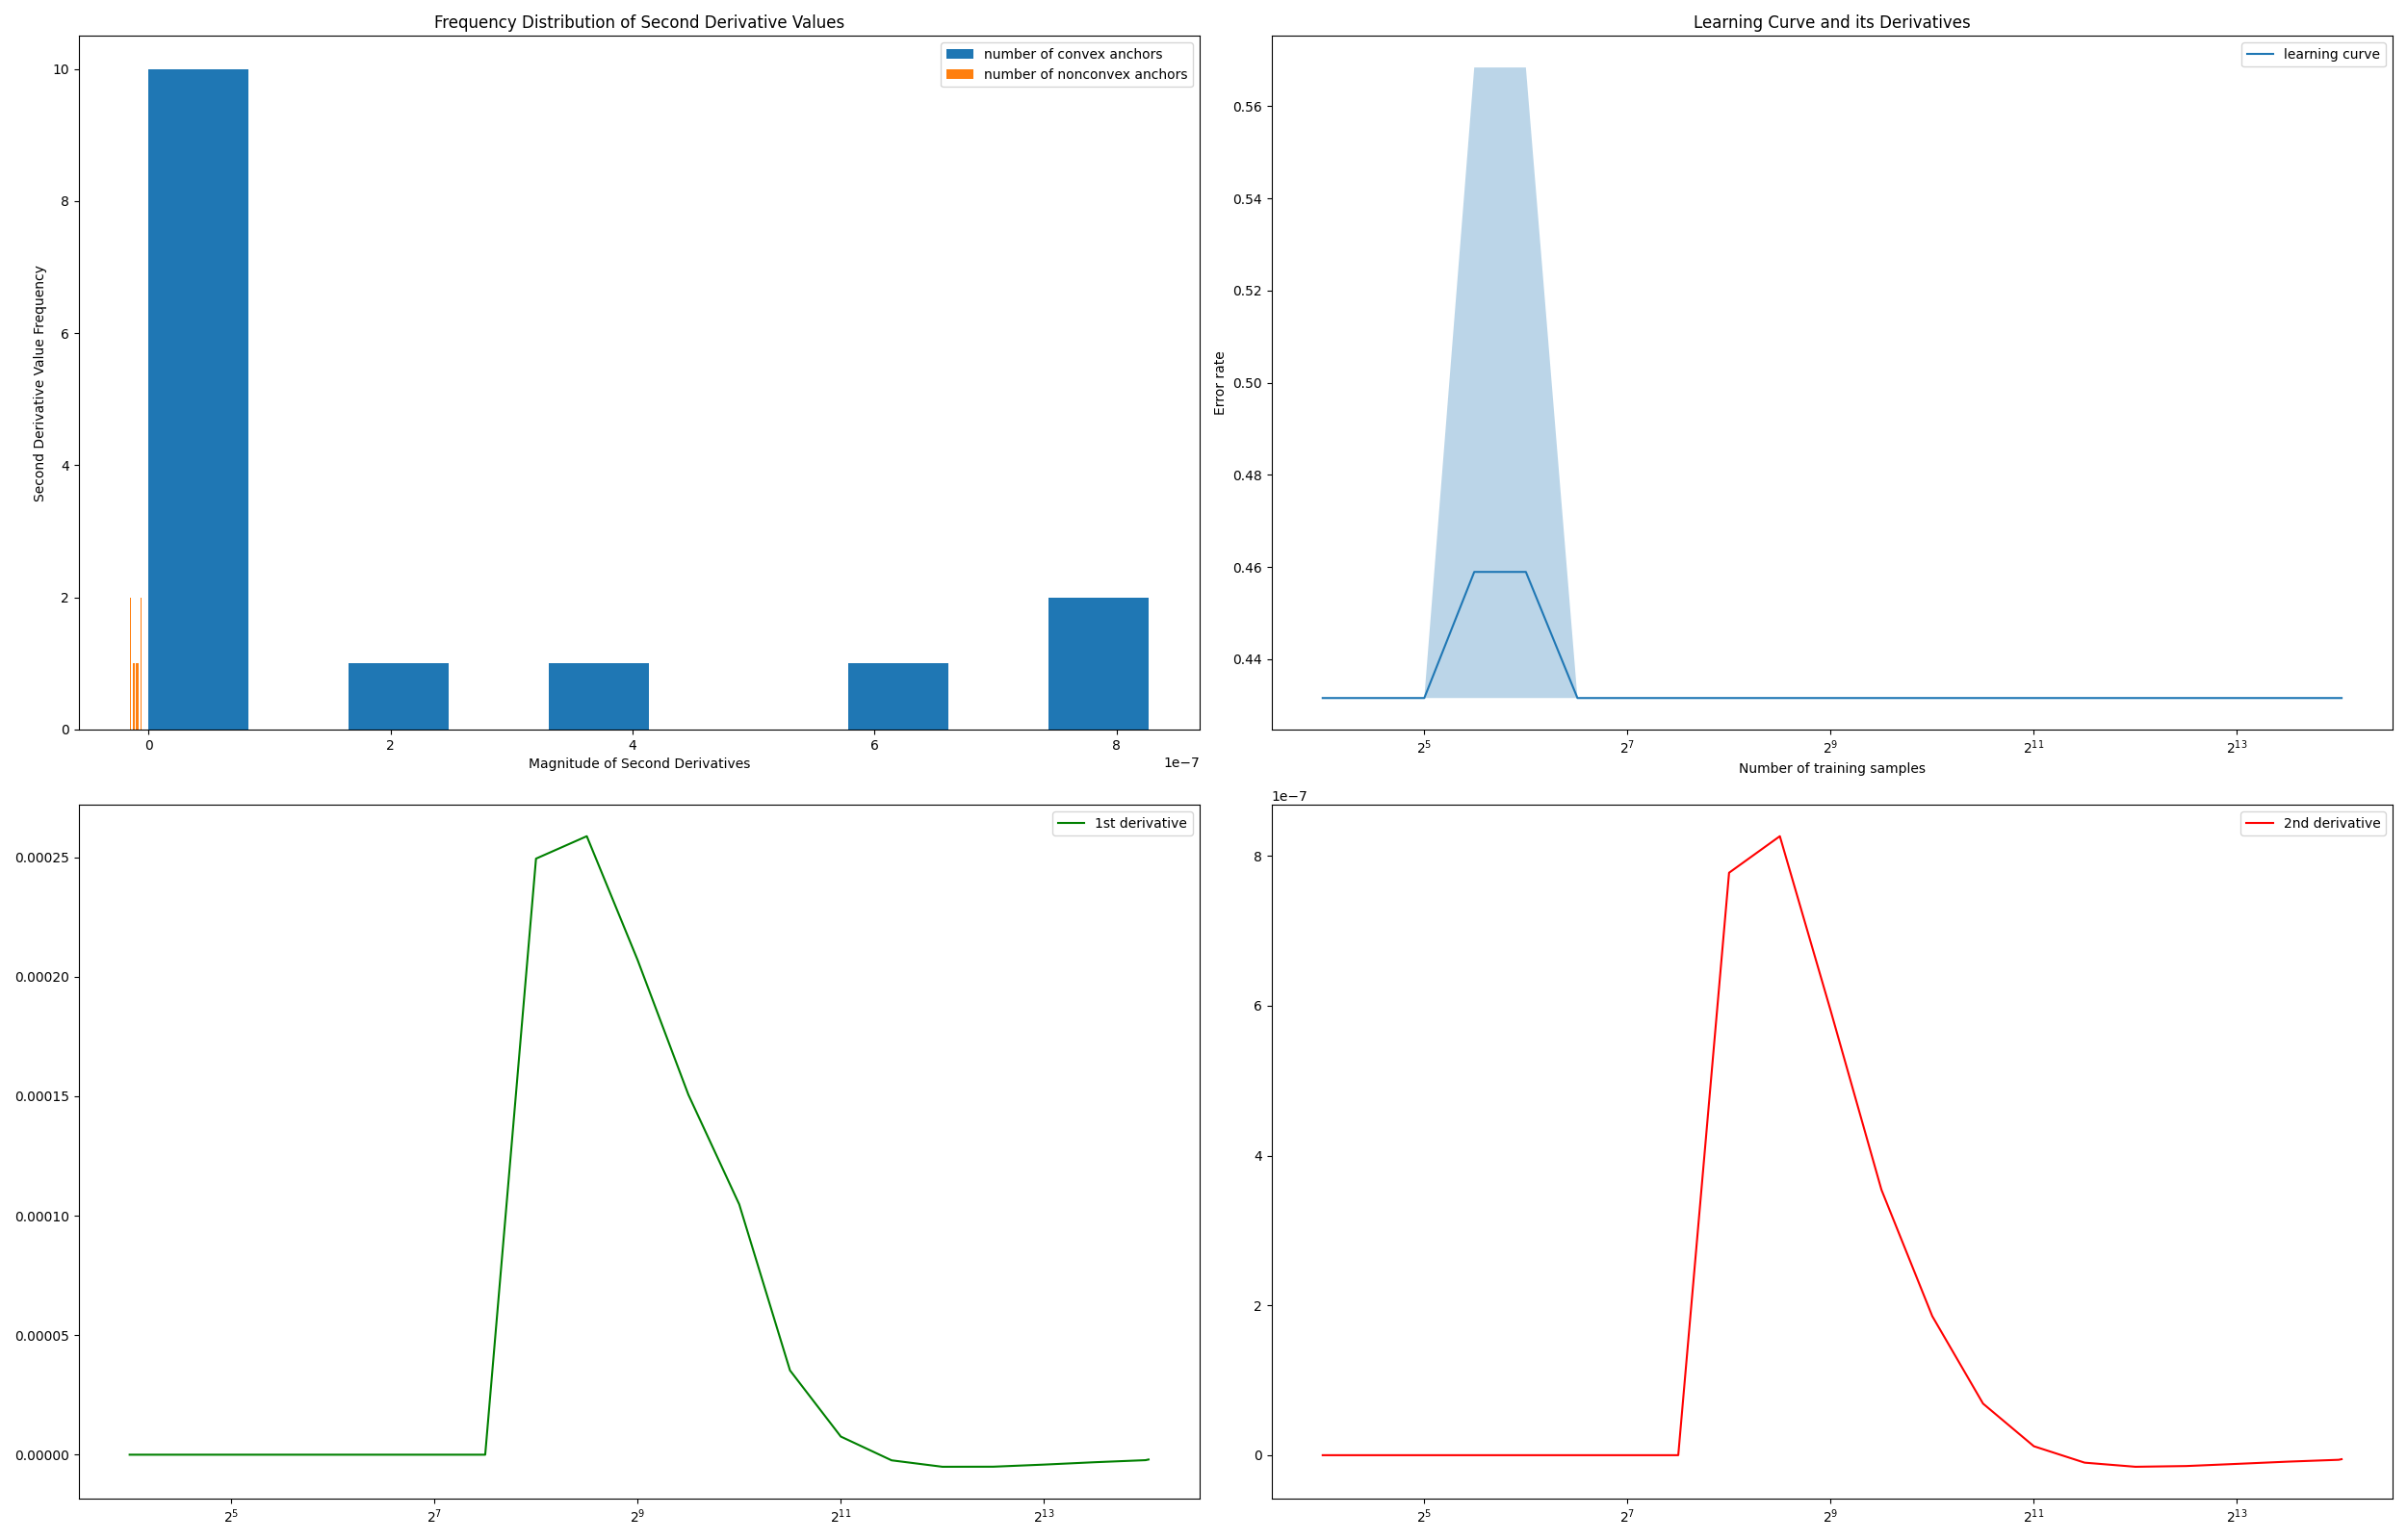 Frequency Distribution of Second Derivative Values
number of convex anchors
number of nonconvex anchors
Second Derivative Value Frequency
10
8
6
4
2
0
0 2 4 6 8
1e−7
Magnitude of Second Derivatives
Learning Curve and its Derivatives
learning curve
Error rate
0.56
0.54
0.52
0.50
0.48
0.46
0.44
2^5 2^7 2^9 2^11 2^13
Number of training samples
1st derivative
0.00025
0.00020
0.00015
0.00010
0.00005
0.00000
2^5 2^7 2^9 2^11 2^13
1e−7
2nd derivative
8
6
4
2
0
2^5 2^7 2^9 2^11 2^13